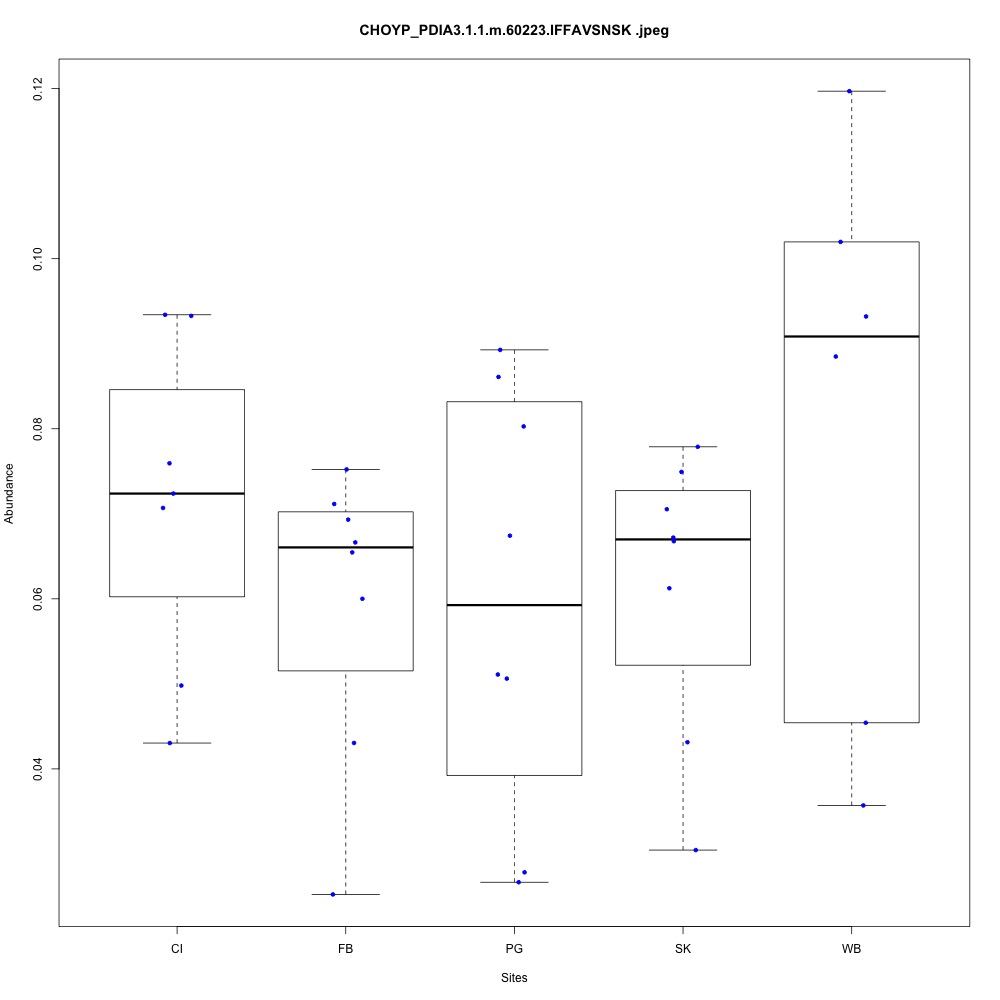 CHOYP_PDIA3.1.1.m.60223.IFFAVSNSK .jpeg
0.12
0.10
0.08
0.06
0.04
Abundance
CI FB PG SK WB
Sites